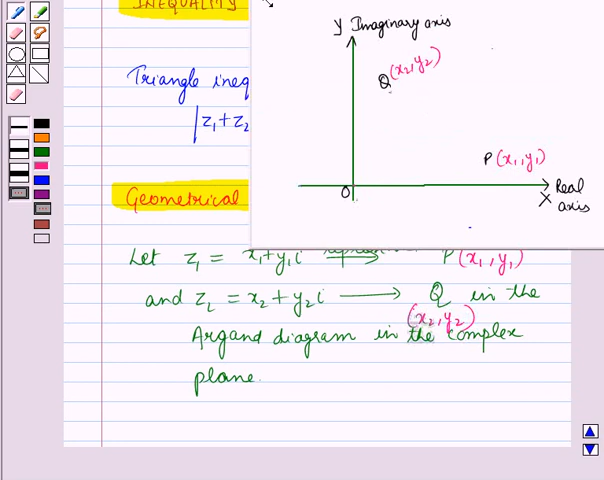 INEQUALITY
Y Imaginary axis
Q(x2,y2)
P(x1,y1)
O
X
Real
axis
Triangle ineq
|z1+z2
Geometrical
Let z1 = x1+y1i P(x1,y1)
and z2 = x2+y2i → Q in the
(x2,y2)
Argand diagram in the complex
plane.